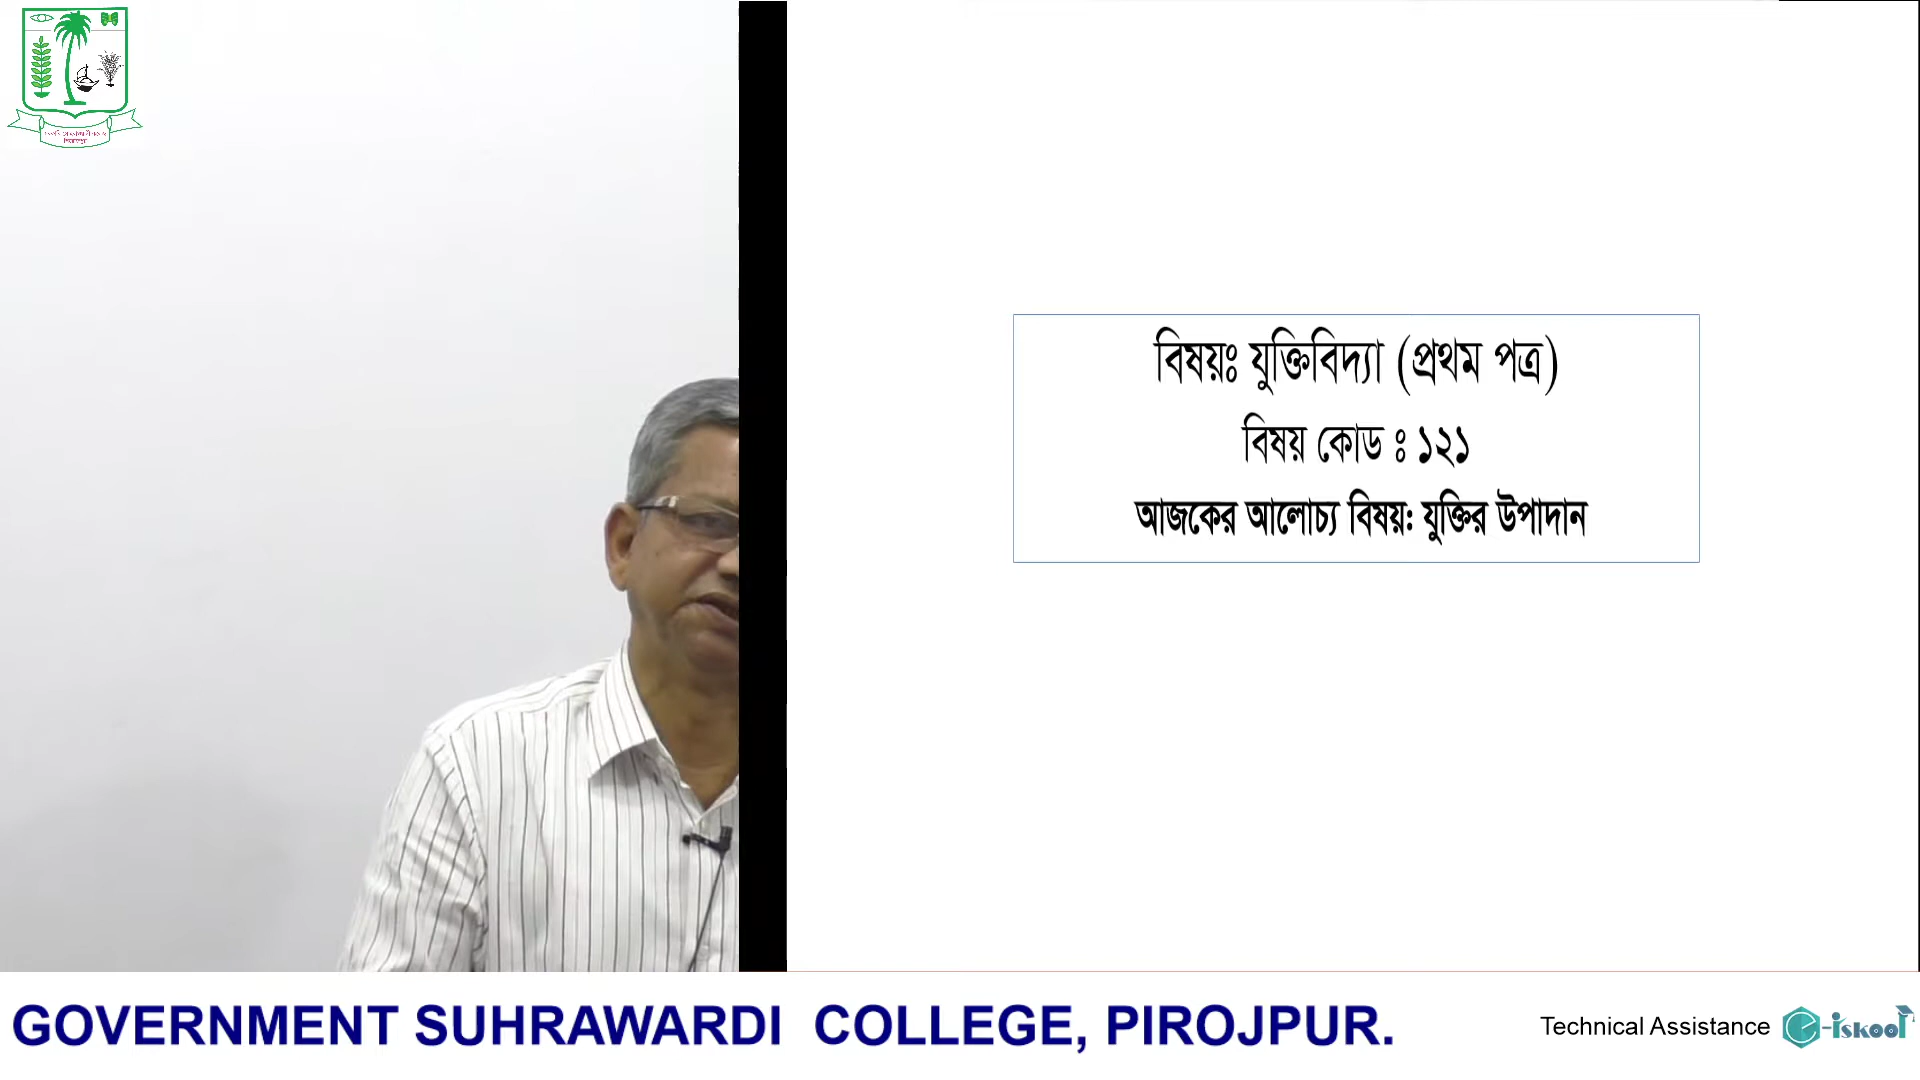 বিষয়ঃ যুক্তিবিদ্যা (প্রথম পত্র)
বিষয় কোড ঃ ১২১
আজকের আলোচ্য বিষয়: যুক্তির উপাদান
GOVERNMENT SUHRAWARDI COLLEGE, PIROJPUR.
Technical Assistance e-iskool